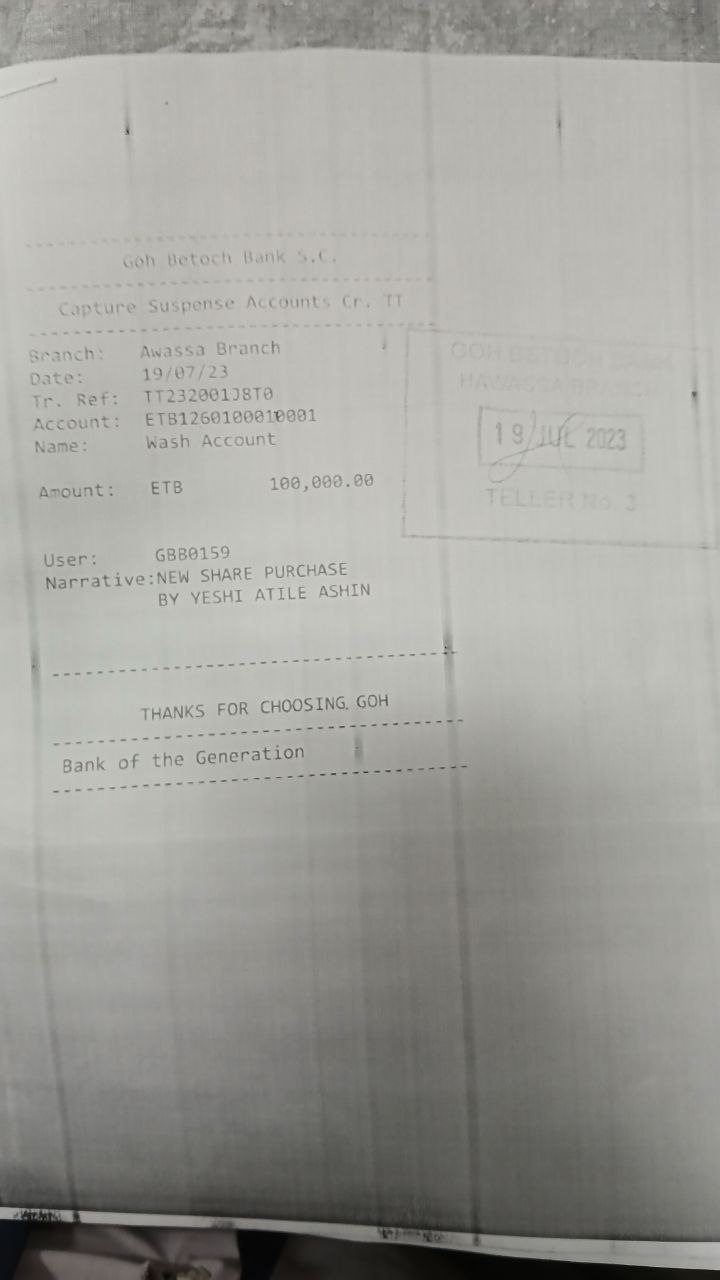 Goh Betoch Bank S.C.
Capture Suspense Accounts Cr. TT
Branch: Awassa Branch
Date: 19/07/23
Tr. Ref: TT232001J8T0
Account: ETB1260100010001
Name: Wash Account
Amount: ETB 100,000.00
User: GBB0159
Narrative:NEW SHARE PURCHASE
BY YESHI ATILE ASHIN
THANKS FOR CHOOSING GOH
Bank of the Generation
GOH BETOCH BANK
HAWASSA BRANCH
19 JUL 2023
TELLER No. 3